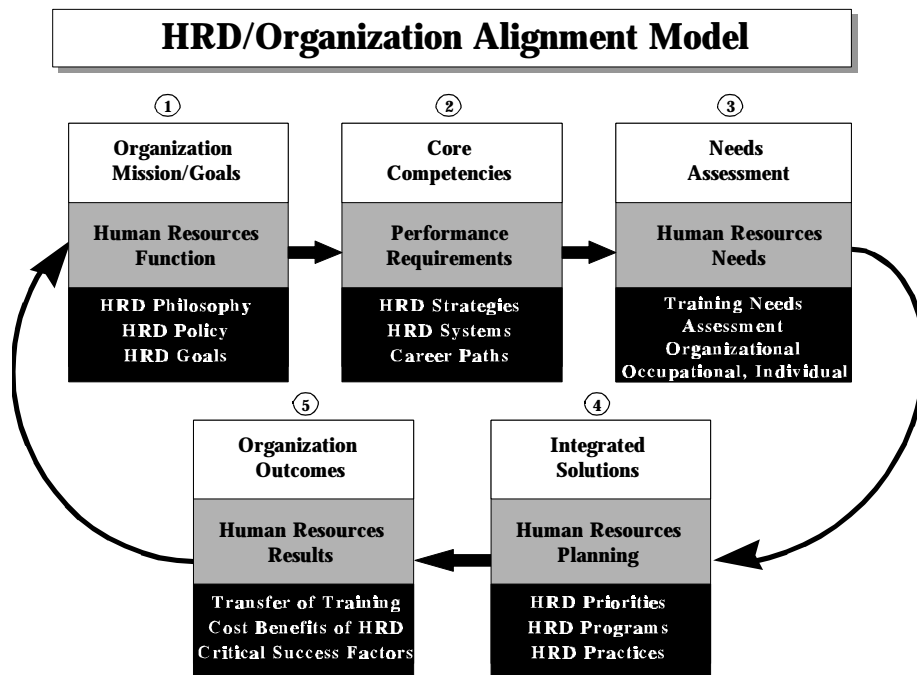 HRD/Organization Alignment Model
1
Organization
Mission/Goals
Human Resources
Function
HRD Philosophy
HRD Policy
HRD Goals
2
Core
Competencies
Performance
Requirements
HRD Strategies
HRD Systems
Career Paths
3
Needs
Assessment
Human Resources
Needs
Training Needs
Assessment
Organizational
Occupational, Individual
4
Integrated
Solutions
Human Resources
Planning
HRD Priorities
HRD Programs
HRD Practices
5
Organization
Outcomes
Human Resources
Results
Transfer of Training
Cost Benefits of HRD
Critical Success Factors